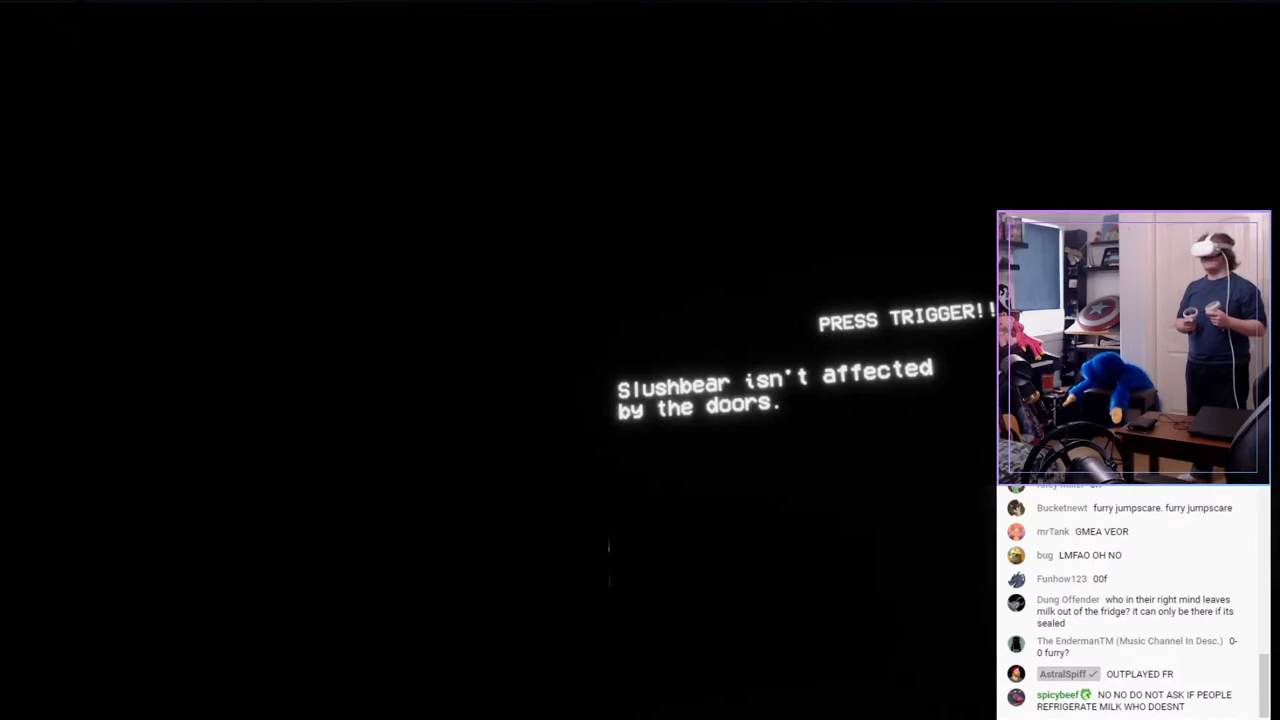 PRESS TRIGGER!!
Slushbear isn't affected
by the doors.
Bucketnewt furry jumpscare. furry jumpscare
mrTank GMEA VEOR
bug LMFAO OH NO
Funhow123 00f
Dung Offender who in their right mind leaves
milk out of the fridge? it can only be there if its
sealed
The EndermanTM (Music Channel In Desc.) 0-
0 furry?
AstralSpiff OUTPLAYED FR
spicybeef NO NO DO NOT ASK IF PEOPLE
REFRIGERATE MILK WHO DOESNT